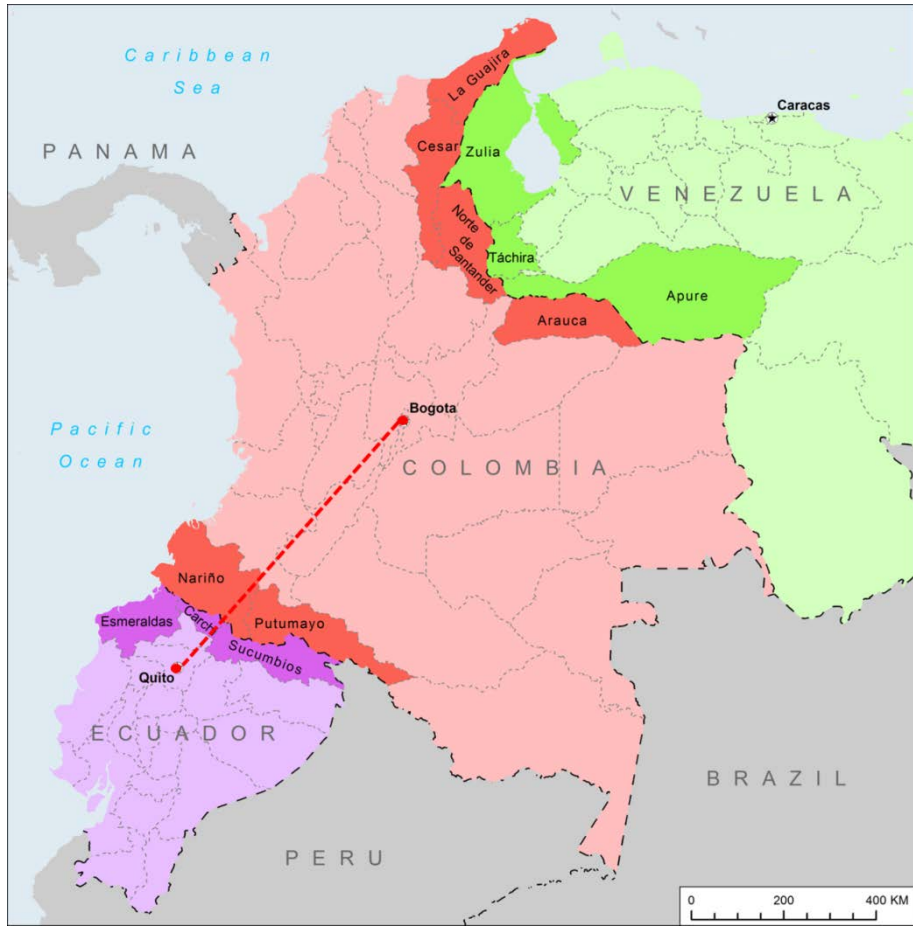 Caribbean
Sea
La Guajira
Caracas
PANAMA
Cesar
Zulia
VENEZUELA
Norte
de
Santander
Táchira
Apure
Arauca
Bogota
Pacific
Ocean
COLOMBIA
Nariño
Esmeraldas
Carchi
Putumayo
Sucumbios
Quito
ECUADOR
BRAZIL
PERU
0 200 400 KM